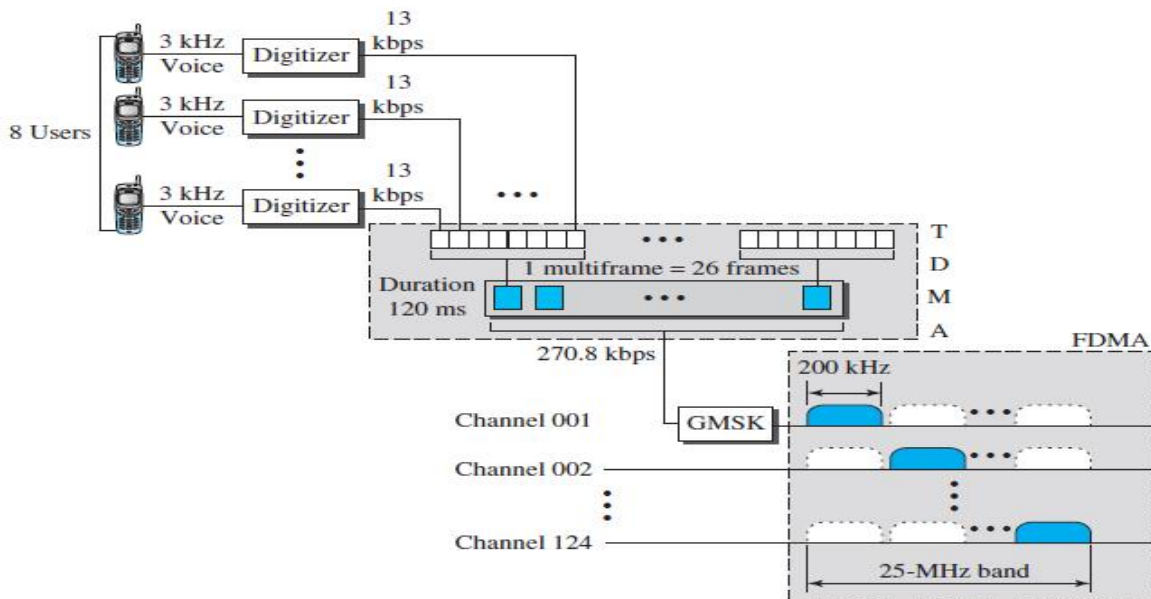 13
kbps
3 kHz
Voice
Digitizer
13
kbps
3 kHz
Voice
Digitizer
8 Users
13
kbps
3 kHz
Voice
Digitizer
T
D
M
A
1 multiframe = 26 frames
Duration
120 ms
270.8 kbps
FDMA
200 kHz
Channel 001
GMSK
Channel 002
Channel 124
25-MHz band